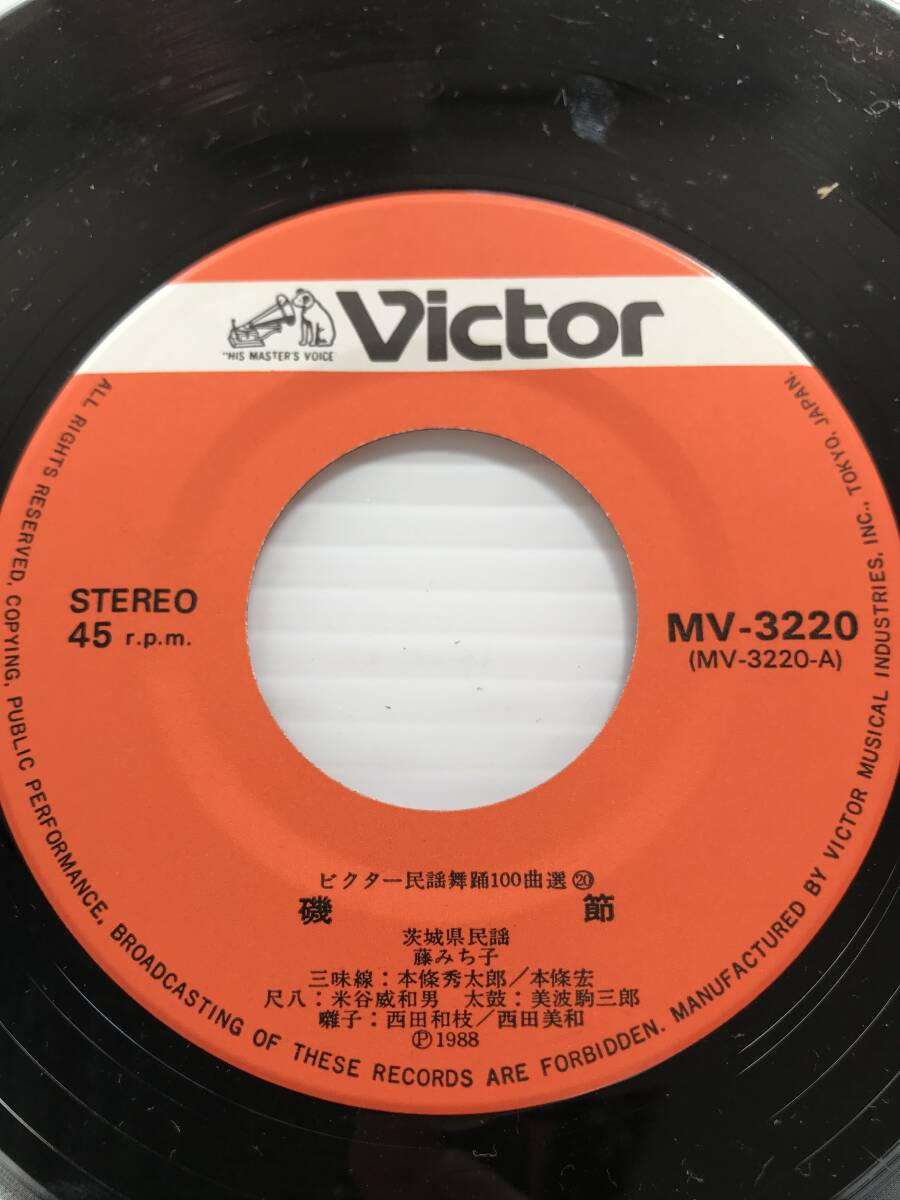 "HIS MASTER'S VOICE
Victor
STEREO
45 r.p.m.
MV-3220
(MV-3220-A)
ビクター民謡舞踊100曲選⑳
磯 節
茨城県民謡
藤みち子
三味線：本條秀太郎／本條宏
尺八：米谷威和男 太鼓：美波駒三郎
囃子：西田和枝／西田美和
Ⓟ1988
ALL RIGHTS RESERVED, COPYING, PUBLIC PERFORMANCE, BROADCASTING OF THESE RECORDS ARE FORBIDDEN. MANUFACTURED BY VICTOR MUSICAL INDUSTRIES, INC., TOKYO, JAPAN.